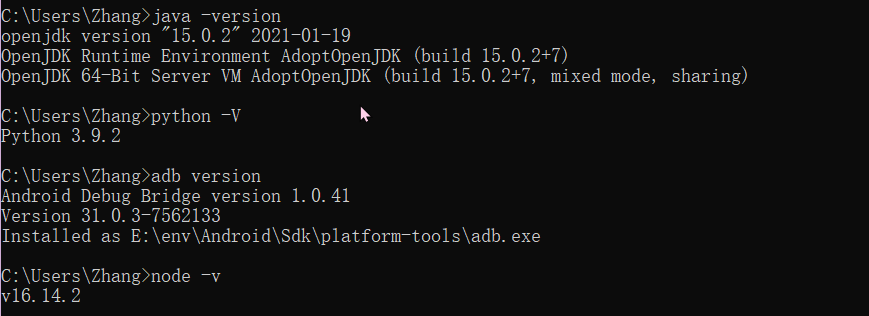 C:\Users\Zhang>java -version
openjdk version "15.0.2" 2021-01-19
OpenJDK Runtime Environment AdoptOpenJDK (build 15.0.2+7)
OpenJDK 64-Bit Server VM AdoptOpenJDK (build 15.0.2+7, mixed mode, sharing)
C:\Users\Zhang>python -V
Python 3.9.2
C:\Users\Zhang>adb version
Android Debug Bridge version 1.0.41
Version 31.0.3-7562133
Installed as E:\env\Android\Sdk\platform-tools\adb.exe
C:\Users\Zhang>node -v
v16.14.2